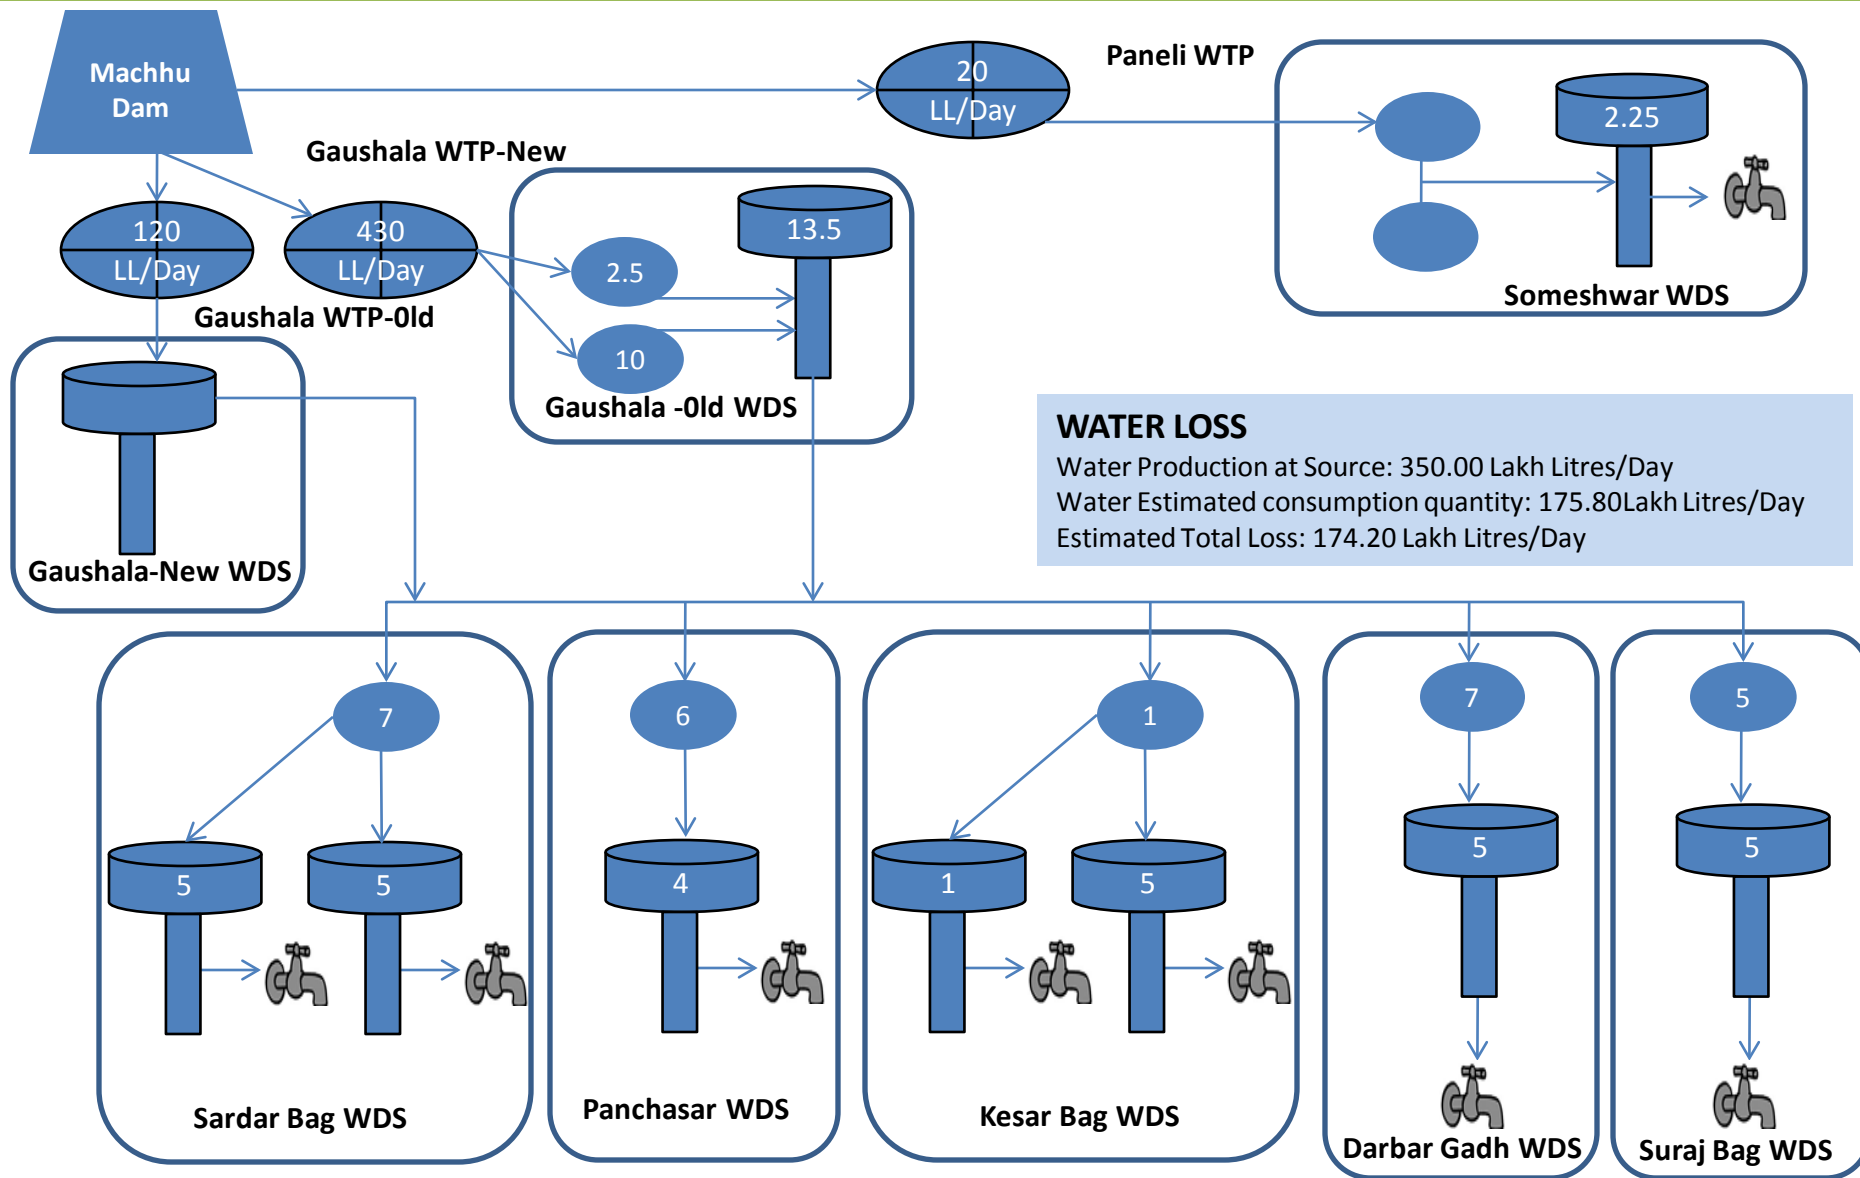 Machhu
Dam
20
LL/Day
Paneli WTP
2.25
Someshwar WDS
Gaushala WTP-New
120
LL/Day
430
LL/Day
Gaushala WTP-0ld
2.5
10
13.5
Gaushala -0ld WDS
Gaushala-New WDS
WATER LOSS
Water Production at Source: 350.00 Lakh Litres/Day
Water Estimated consumption quantity: 175.80Lakh Litres/Day
Estimated Total Loss: 174.20 Lakh Litres/Day
7
5
5
Sardar Bag WDS
6
4
Panchasar WDS
1
1
5
Kesar Bag WDS
7
5
Darbar Gadh WDS
5
5
Suraj Bag WDS